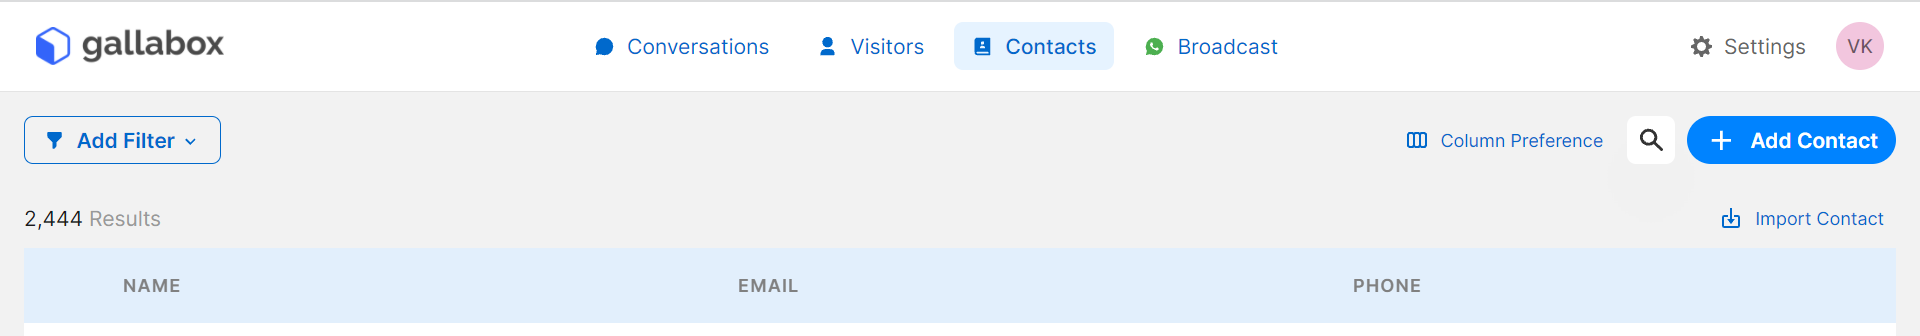 gallabox Conversations Visitors Contacts Broadcast Settings VK
Add Filter Column Preference Add Contact
2,444 Results Import Contact
NAME EMAIL PHONE